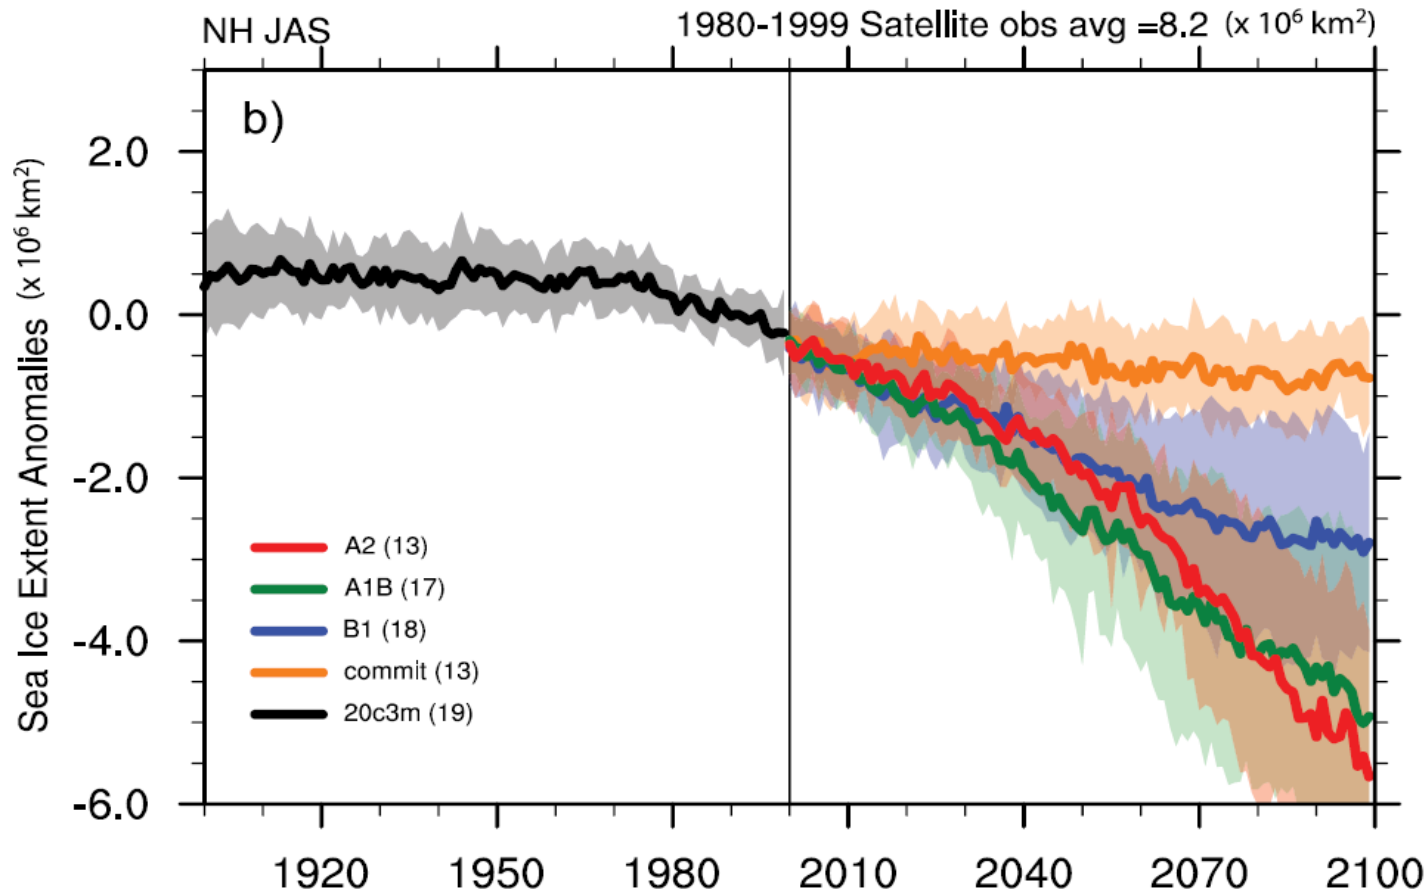 NH JAS
1980-1999 Satellite obs avg =8.2 (x 10⁶ km²)
b)
Sea Ice Extent Anomalies (x 10⁶ km²)
2.0
0.0
-2.0
-4.0
-6.0
A2 (13)
A1B (17)
B1 (18)
commit (13)
20c3m (19)
1920 1950 1980 2010 2040 2070 2100